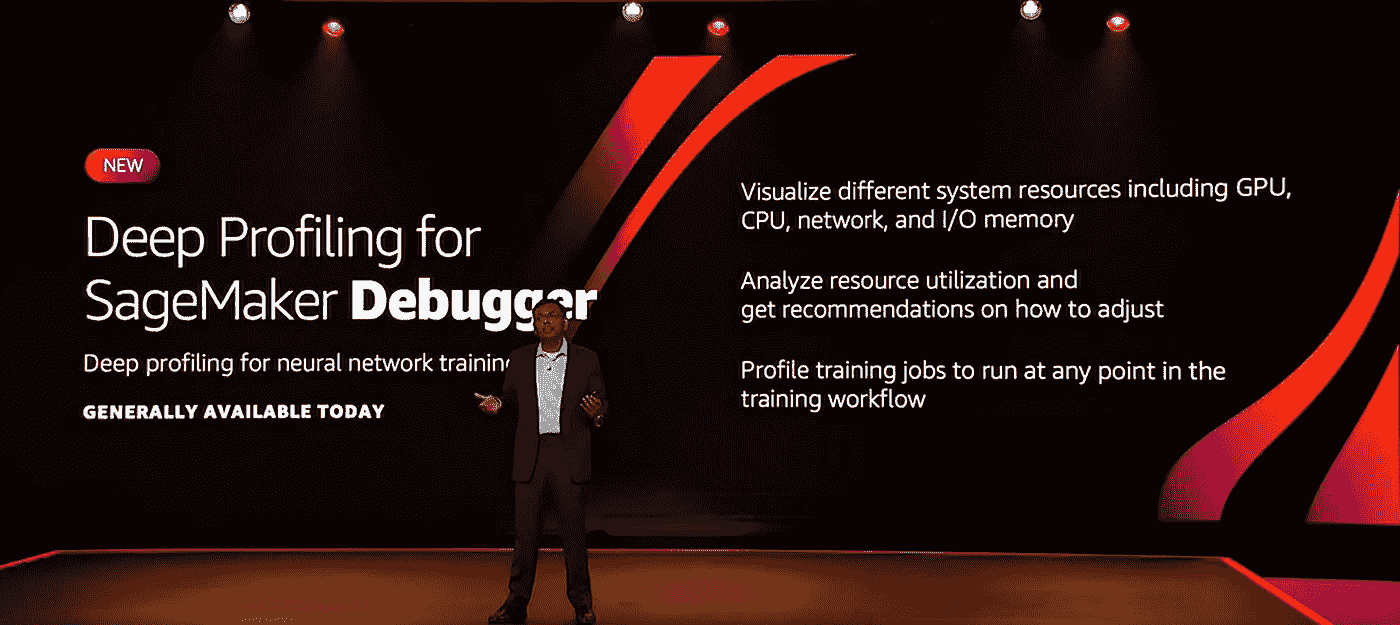 NEW
Deep Profiling for
SageMaker Debugger
Deep profiling for neural network training
GENERALLY AVAILABLE TODAY
Visualize different system resources including GPU,
CPU, network, and I/O memory
Analyze resource utilization and
get recommendations on how to adjust
Profile training jobs to run at any point in the
training workflow